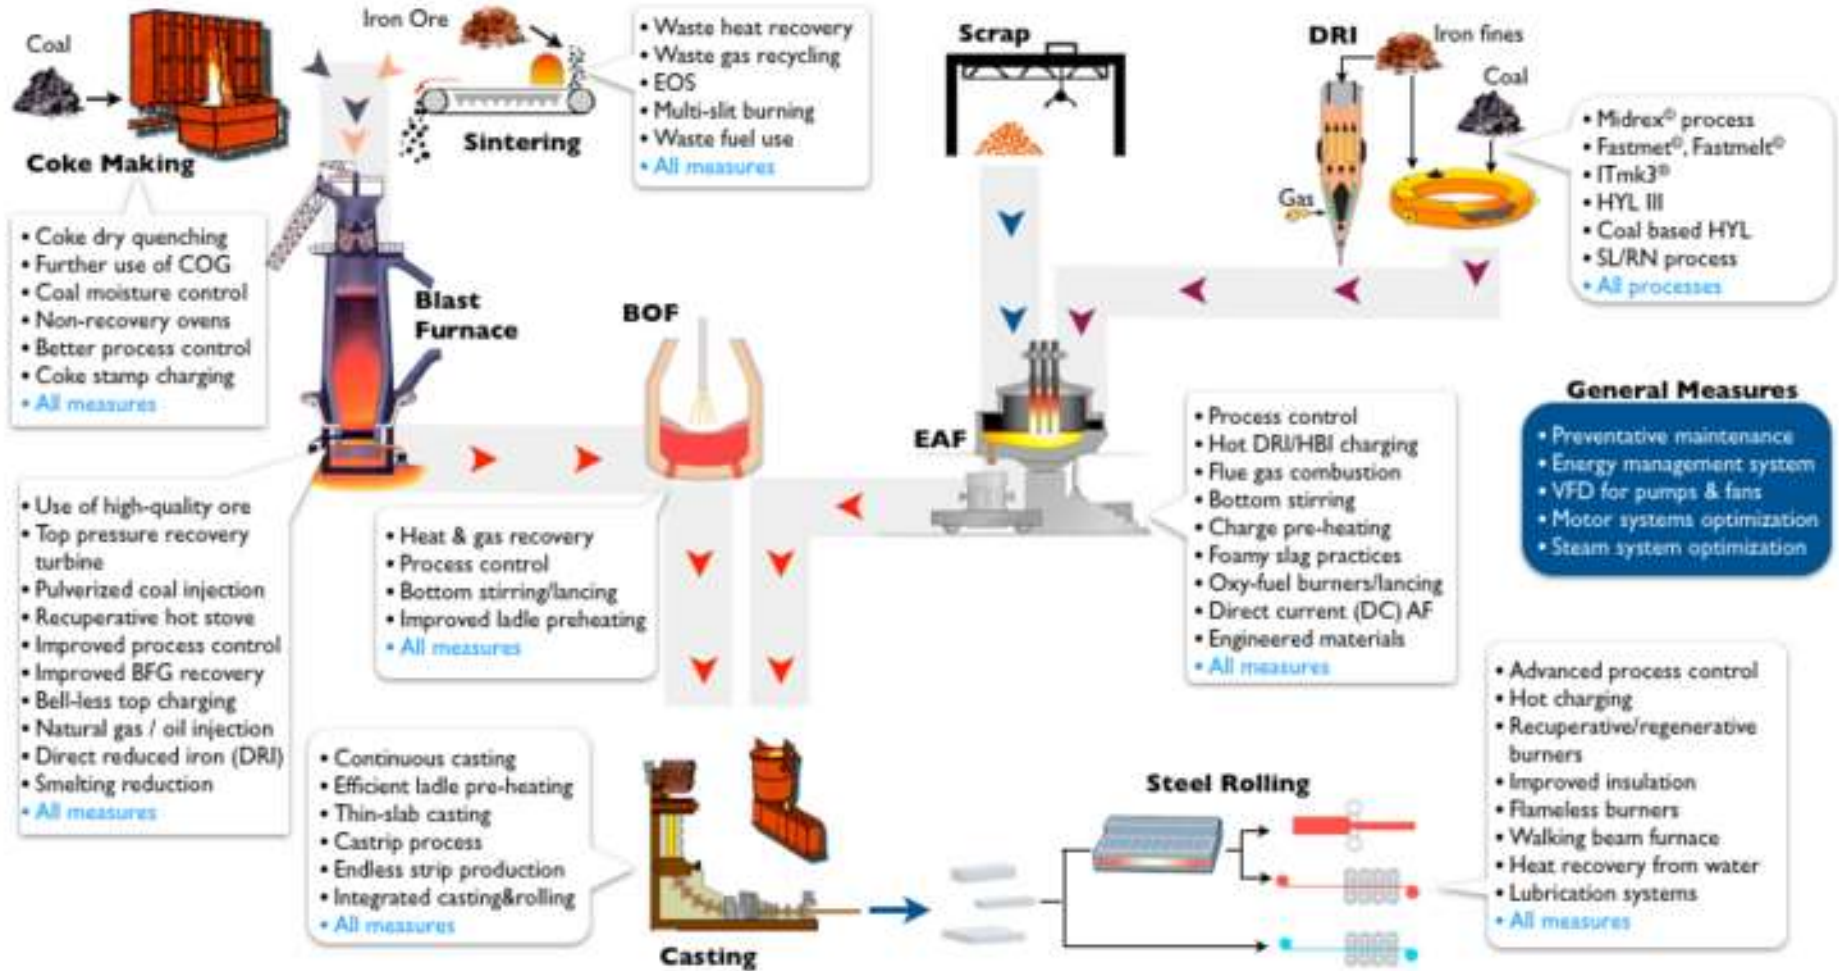 Coal
Coke Making
• Coke dry quenching
• Further use of COG
• Coal moisture control
• Non-recovery ovens
• Better process control
• Coke stamp charging
• All measures
Iron Ore
Sintering
• Waste heat recovery
• Waste gas recycling
• EOS
• Multi-slit burning
• Waste fuel use
• All measures
Blast
Furnace
• Use of high-quality ore
• Top pressure recovery
turbine
• Pulverized coal injection
• Recuperative hot stove
• Improved process control
• Improved BFG recovery
• Bell-less top charging
• Natural gas / oil injection
• Direct reduced iron (DRI)
• Smelting reduction
• All measures
BOF
• Heat & gas recovery
• Process control
• Bottom stirring/lancing
• Improved ladle preheating
• All measures
Scrap
DRI
Iron fines
Coal
Gas
• Midrex© process
• Fastmet©, Fastmelt©
• ITmk3®
• HYL III
• Coal based HYL
• SL/RN process
• All processes
EAF
• Process control
• Hot DRI/HBI charging
• Flue gas combustion
• Bottom stirring
• Charge pre-heating
• Foamy slag practices
• Oxy-fuel burners/lancing
• Direct current (DC) AF
• Engineered materials
• All measures
General Measures
• Preventative maintenance
• Energy management system
• VFD for pumps & fans
• Motor systems optimization
• Steam system optimization
• Continuous casting
• Efficient ladle pre-heating
• Thin-slab casting
• Castrip process
• Endless strip production
• Integrated casting&rolling
• All measures
Casting
Steel Rolling
• Advanced process control
• Hot charging
• Recuperative/regenerative
burners
• Improved insulation
• Flameless burners
• Walking beam furnace
• Heat recovery from water
• Lubrication systems
• All measures